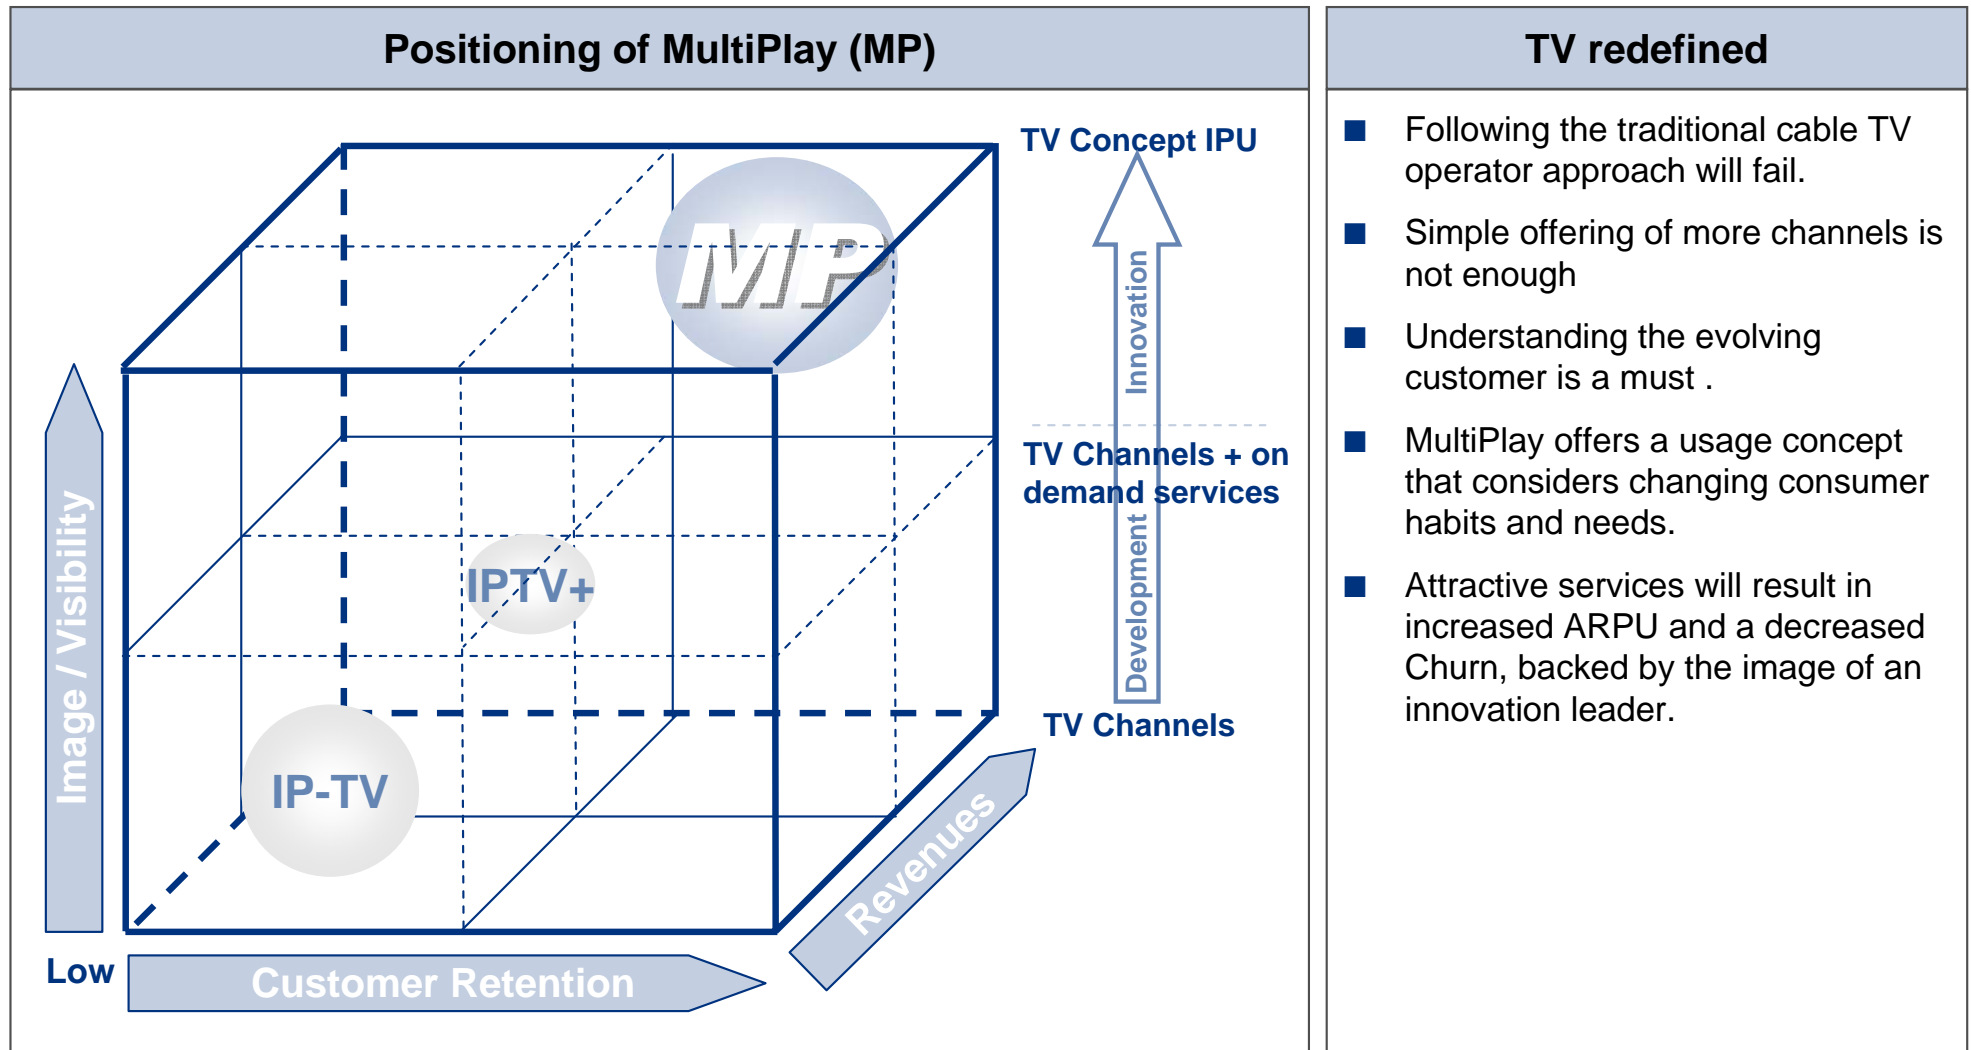 Positioning of MultiPlay (MP)
TV Concept IPU
MP
Innovation
TV Channels + on
demand services
Development
TV Channels
IPTV+
IP-TV
Image / Visibility
Low
Customer Retention
Revenues
TV redefined
Following the traditional cable TV
operator approach will fail.
Simple offering of more channels is
not enough
Understanding the evolving
customer is a must .
MultiPlay offers a usage concept
that considers changing consumer
habits and needs.
Attractive services will result in
increased ARPU and a decreased
Churn, backed by the image of an
innovation leader.